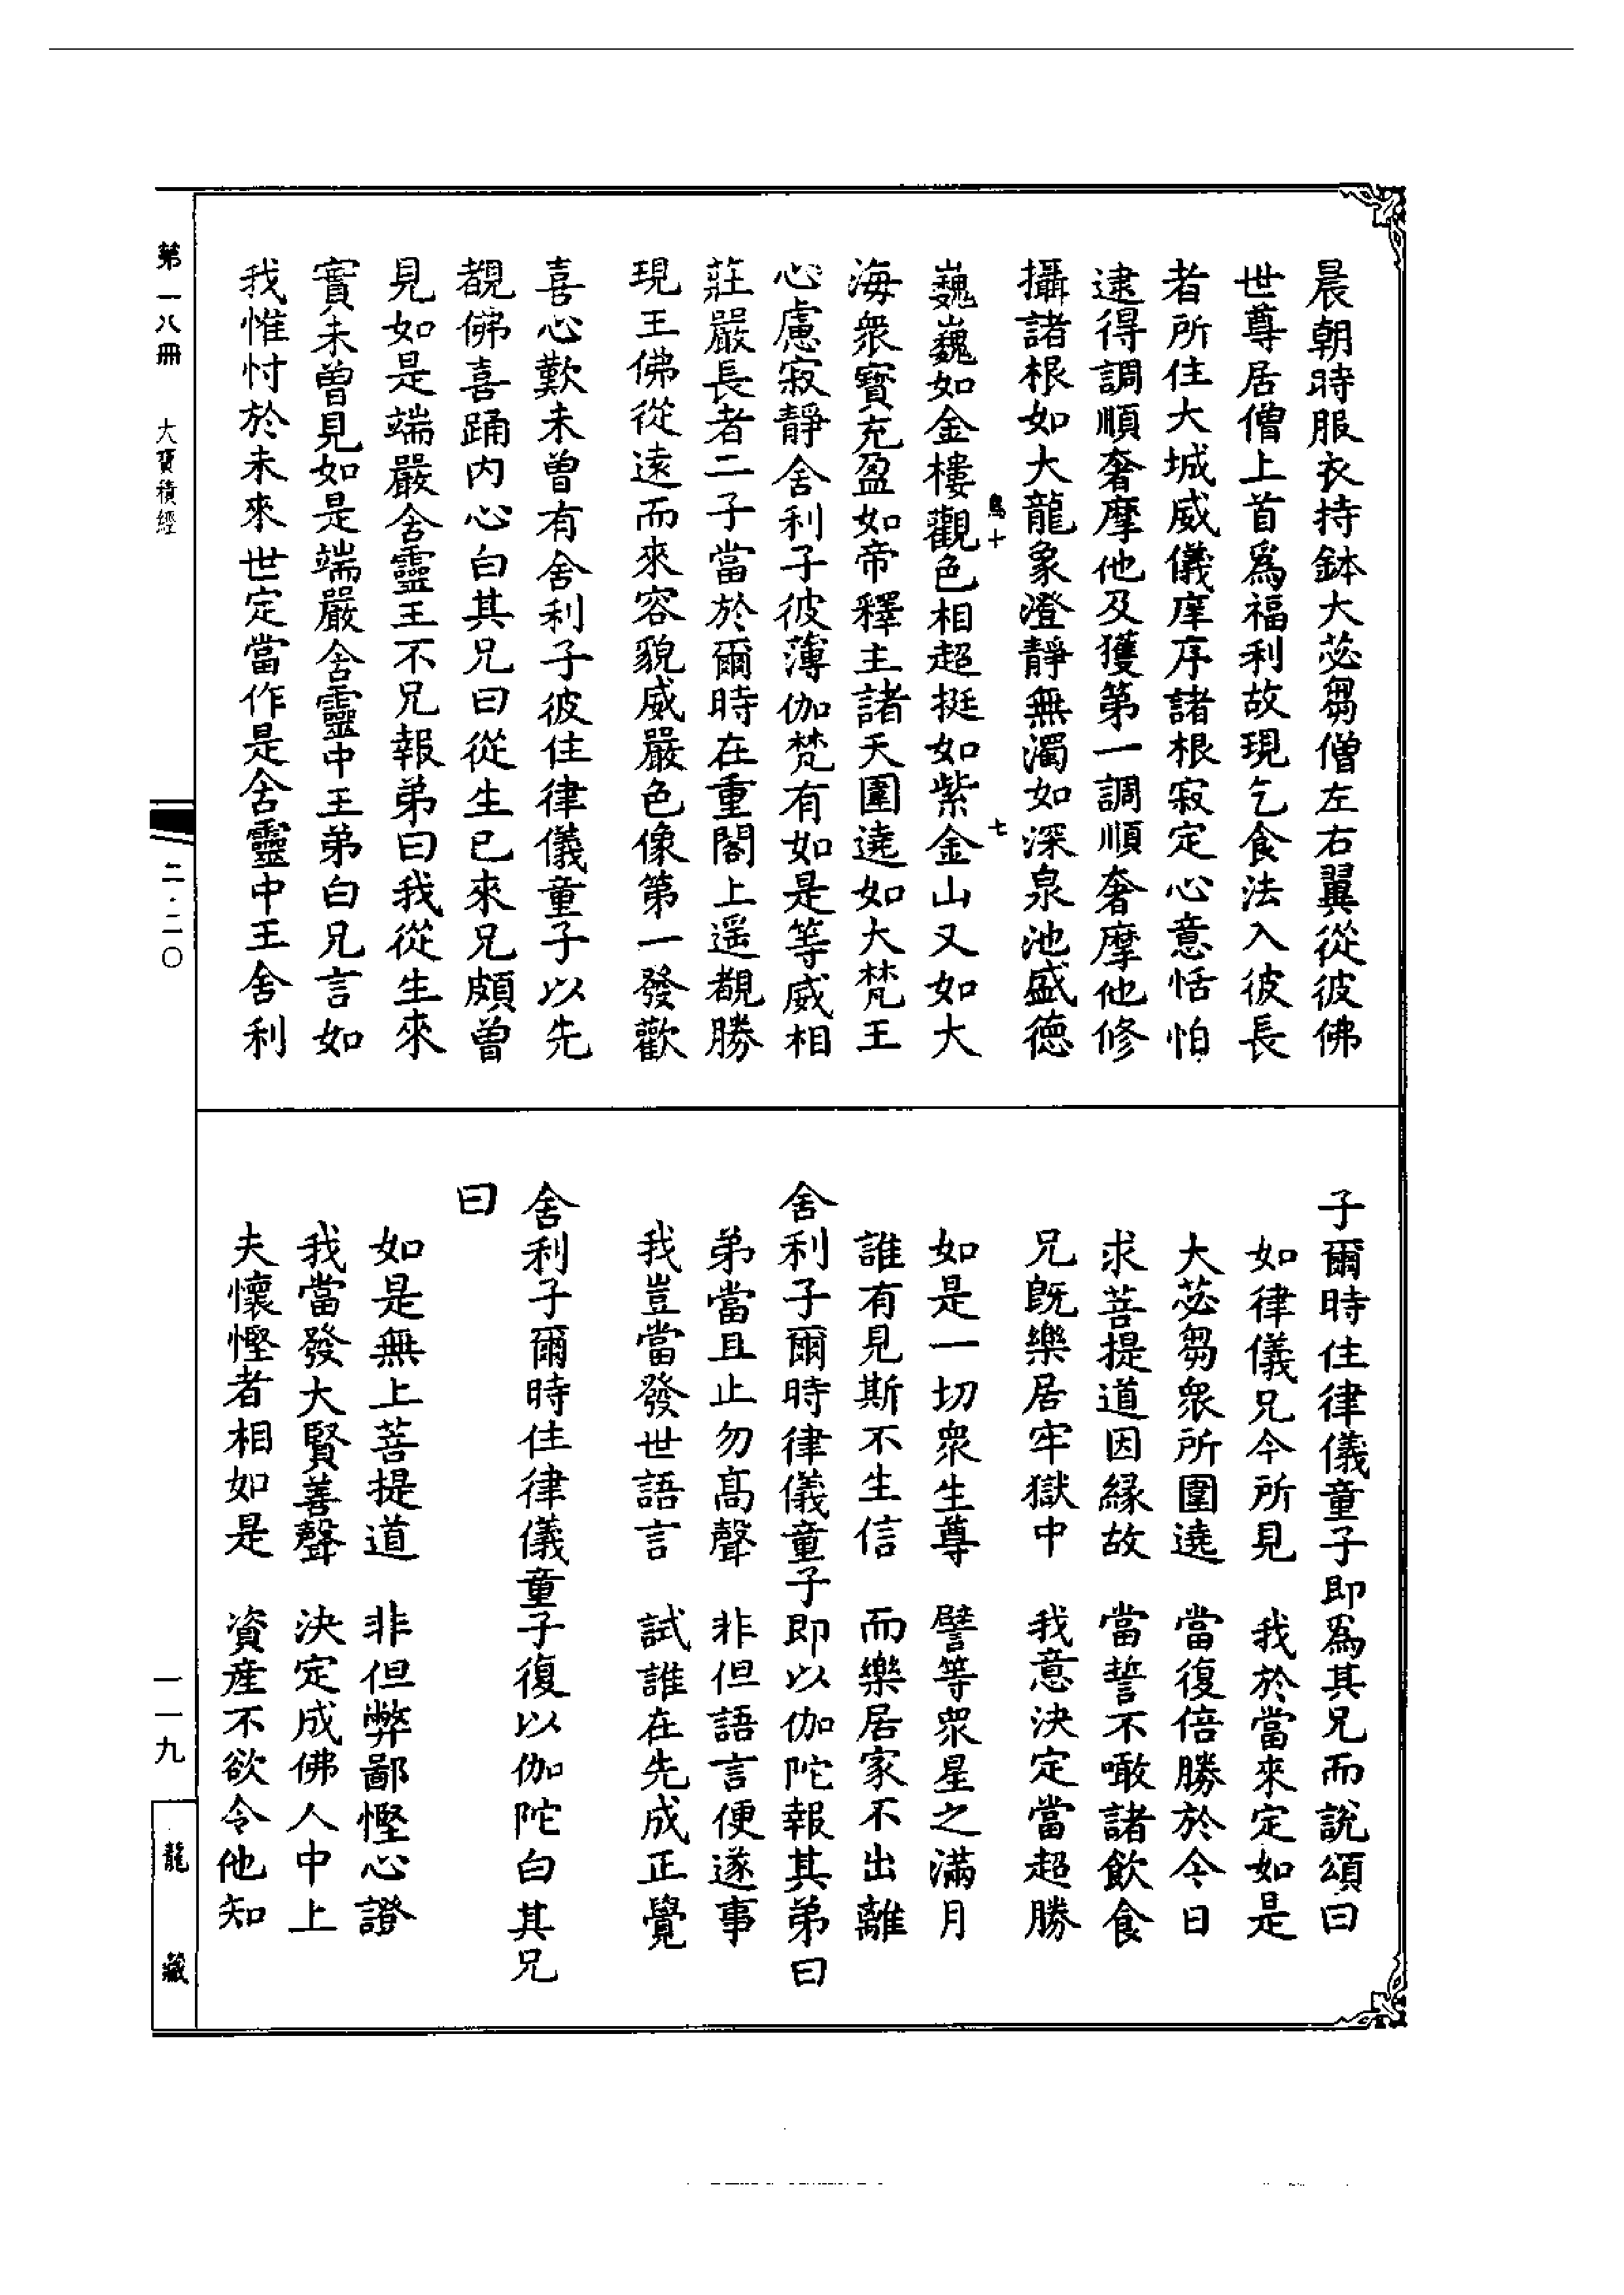 晨朝時服衣持鉢大苾芻僧左右翼從彼佛
世尊居僧上首爲福利故現乞食法入彼長
者所住大城威儀庠序諸根寂定心意恬怕
逮得調順奢摩他及獲第一調順奢摩他修
攝諸根如大龍象澄靜無濁如深泉池盛德
鳥十 七
巍巍如金樓觀色相超挺如紫金山又如大
海衆寶充盈如帝釋主諸天圍遶如大梵王
心慮寂靜舍利子彼薄伽梵有如是等威相
莊嚴長者二子當於爾時在重閣上遥覩勝
現王佛從遠而來容貌威嚴色像第一發歡
喜心歎未曾有舍利子彼住律儀童子以先
覩佛喜踊内心白其兄曰從生已來兄頗曾
見如是端嚴舍靈王不兄報弟曰我從生來
實未曾見如是端嚴舍靈中王弟白兄言如
我惟忖於未來世定當作是舍靈中王舍利
子爾時住律儀童子即爲其兄而說頌曰
如律儀兄今所見 我於當來定如是
大苾芻衆所圍遶 當復倍勝於今日
求菩提道因緣故 當誓不噉諸飲食
兄旣樂居牢獄中 我意決定當超勝
如是一切衆生尊 譬等衆星之滿月
誰有見斯不生信 而樂居家不出離
舍利子爾時律儀童子即以伽陀報其弟曰
弟當且止勿高聲 非但語言便遂事
我豈當發世語言 試誰在先成正覺
舍利子爾時住律儀童子復以伽陀白其兄
曰
如是無上菩提道 非但弊鄙慳心證
我當發大賢善聲 決定成佛人中上
夫懷慳者相如是 資産不欲令他知
第一八冊 大寶積經
二·二〇
一一九
龍藏